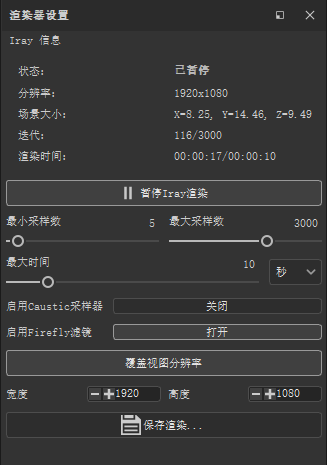 渲染器设置
Iray 信息
状态: 已暂停
分辨率: 1920x1080
场景大小: X=8.25, Y=14.46, Z=9.49
迭代: 116/3000
渲染时间: 00:00:17/00:00:10
暂停Iray渲染
最小采样数 5 最大采样数 3000
最大时间 10 秒
启用Caustic采样器 关闭
启用Firefly滤镜 打开
覆盖视图分辨率
宽度 1920 高度 1080
保存渲染...